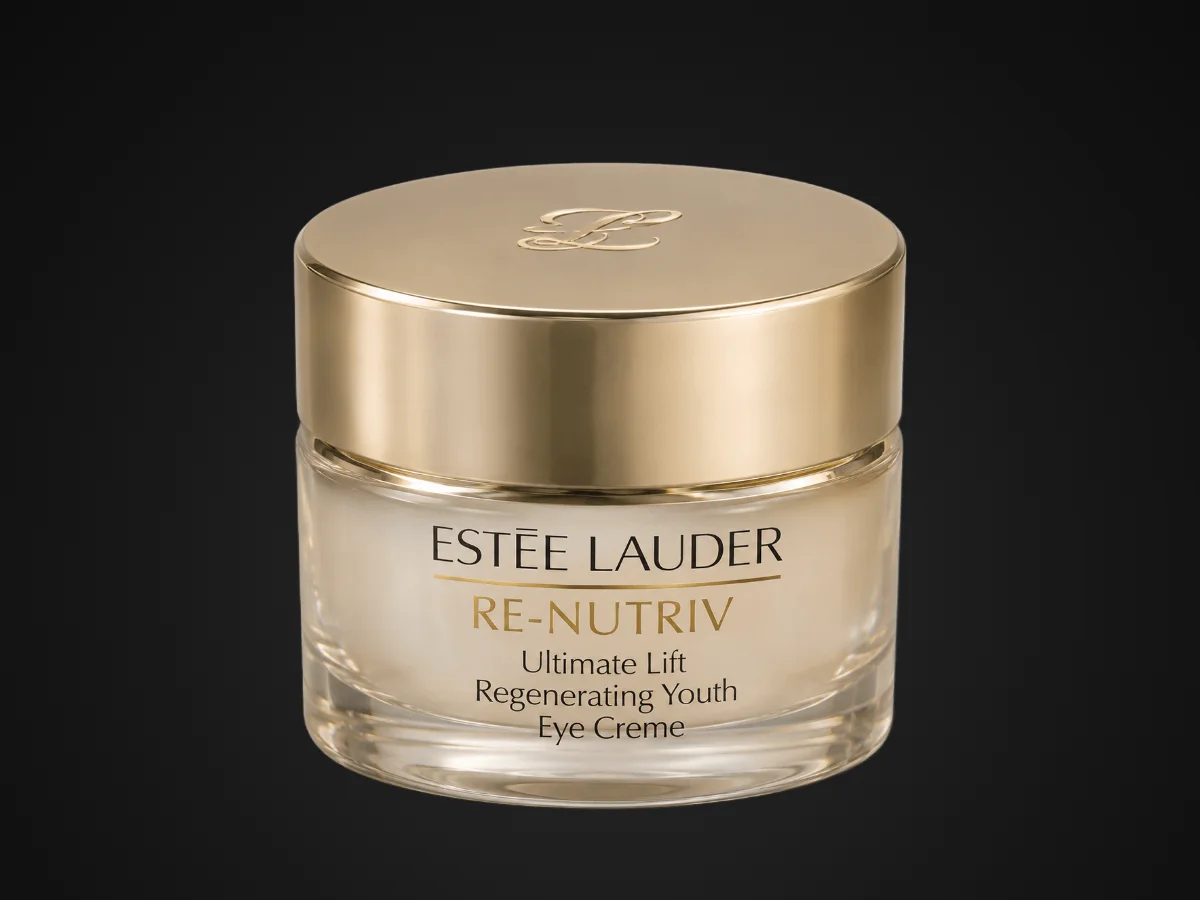 ESTĒE LAUDER
RE-NUTRIV
Ultimate Lift
Regenerating Youth
Eye Creme